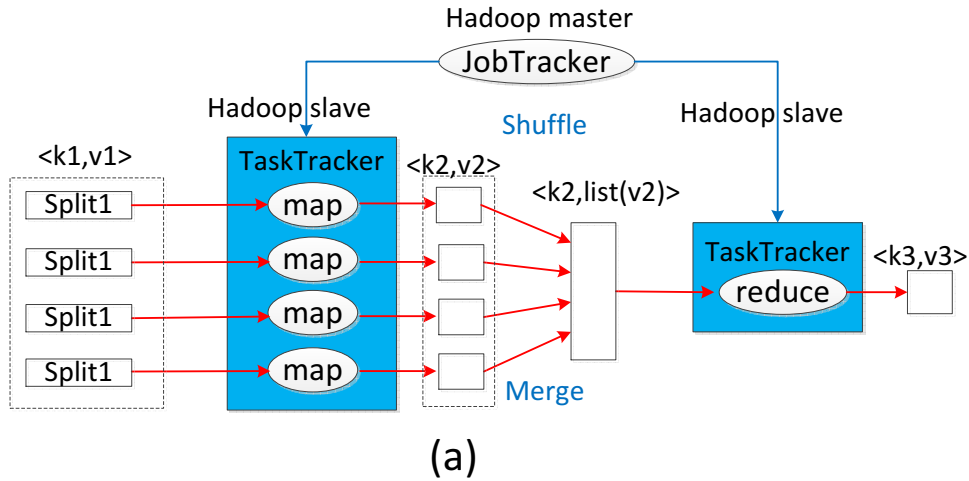 Hadoop master
JobTracker
Hadoop slave
Shuffle
Hadoop slave
<k1,v1>
TaskTracker
<k2,v2>
<k2,list(v2)>
Split1
map
Split1
map
Split1
map
Split1
map
TaskTracker
reduce
<k3,v3>
Merge
(a)